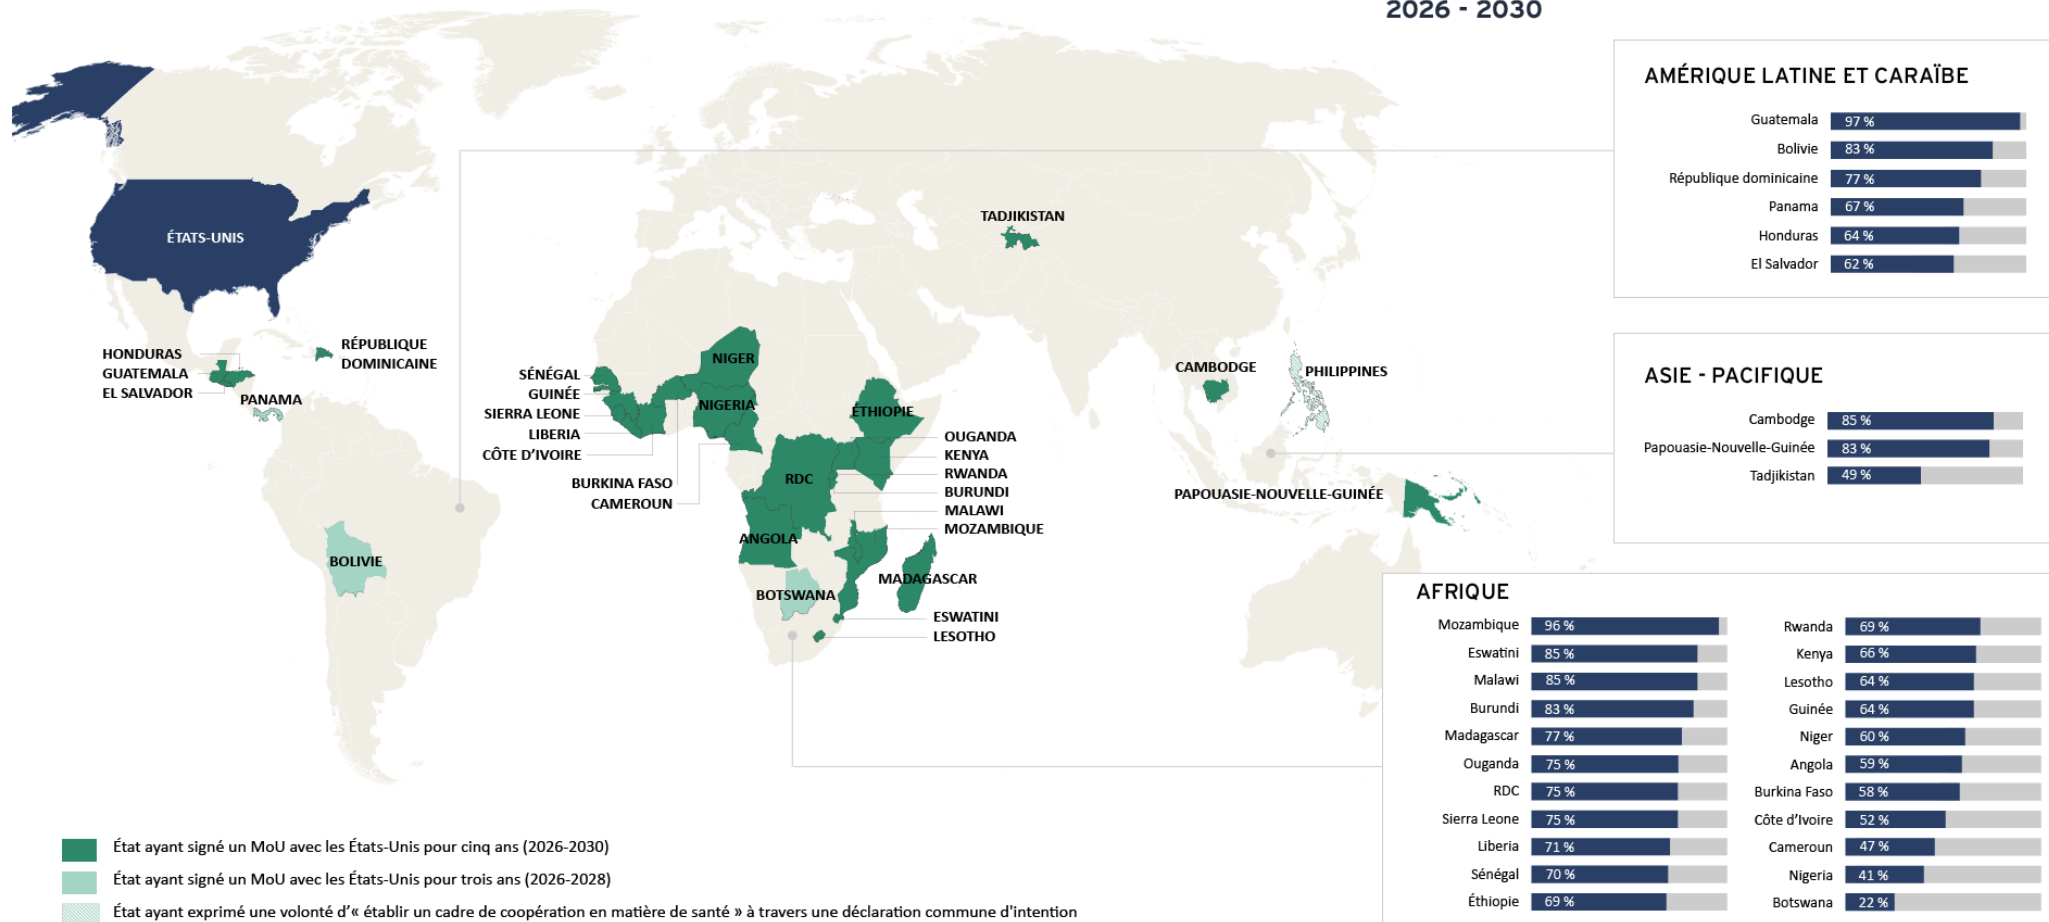 2026 - 2030
AMÉRIQUE LATINE ET CARAÏBE
Guatemala 97 %
Bolivie 83 %
République dominicaine 77 %
Panama 67 %
Honduras 64 %
El Salvador 62 %
ÉTATS-UNIS
TADJIKISTAN
HONDURAS
GUATEMALA
EL SALVADOR
RÉPUBLIQUE
DOMINICAINE
PANAMA
BOLIVIE
NIGER
SÉNÉGAL
GUINÉE
SIERRA LEONE
LIBERIA
CÔTE D'IVOIRE
BURKINA FASO
CAMEROUN
NIGERIA
ÉTHIOPIE
RDC
ANGOLA
BOTSWANA
OUGANDA
KENYA
RWANDA
BURUNDI
MALAWI
MOZAMBIQUE
MADAGASCAR
ESWATINI
LESOTHO
CAMBODGE
PHILIPPINES
PAPOUASIE-NOUVELLE-GUINÉE
ASIE - PACIFIQUE
Cambodge 85 %
Papouasie-Nouvelle-Guinée 83 %
Tadjikistan 49 %
AFRIQUE
Mozambique 96 %
Eswatini 85 %
Malawi 85 %
Burundi 83 %
Madagascar 77 %
Ouganda 75 %
RDC 75 %
Sierra Leone 75 %
Liberia 71 %
Sénégal 70 %
Éthiopie 69 %
Rwanda 69 %
Kenya 66 %
Lesotho 64 %
Guinée 64 %
Niger 60 %
Angola 59 %
Burkina Faso 58 %
Côte d'Ivoire 52 %
Cameroun 47 %
Nigeria 41 %
Botswana 22 %
État ayant signé un MoU avec les États-Unis pour cinq ans (2026-2030)
État ayant signé un MoU avec les États-Unis pour trois ans (2026-2028)
État ayant exprimé une volonté d'« établir un cadre de coopération en matière de santé » à travers une déclaration commune d'intention